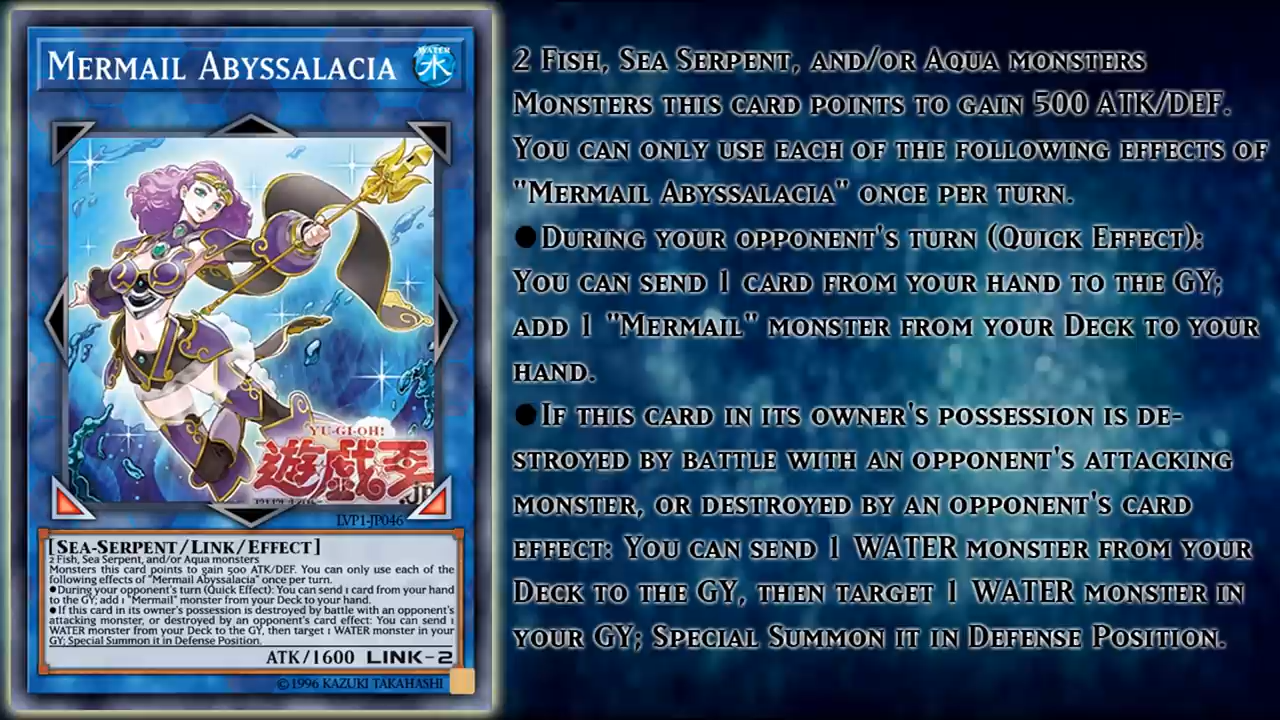 Mermail Abyssalacia
WATER
水
YU-GI-OH!
遊戯王
.JP
LVP1-JP046
[Sea-Serpent/Link/Effect]
2 Fish, Sea Serpent, and/or Aqua monsters
Monsters this card points to gain 500 ATK/DEF. You can only use each of the
following effects of "Mermail Abyssalacia" once per turn.
●During your opponent's turn (Quick Effect): You can send 1 card from your hand
to the GY; add 1 "Mermail" monster from your Deck to your hand.
●If this card in its owner's possession is destroyed by battle with an opponent's
attacking monster, or destroyed by an opponent's card effect: You can send 1
WATER monster from your Deck to the GY, then target 1 WATER monster in your
GY; Special Summon it in Defense Position.
ATK/1600 LINK-2
©1996 KAZUKI TAKAHASHI
2 Fish, Sea Serpent, and/or Aqua monsters
Monsters this card points to gain 500 ATK/DEF.
You can only use each of the following effects of
"Mermail Abyssalacia" once per turn.
●During your opponent's turn (Quick Effect):
You can send 1 card from your hand to the GY;
add 1 "Mermail" monster from your Deck to your
hand.
●If this card in its owner's possession is de-
stroyed by battle with an opponent's attacking
monster, or destroyed by an opponent's card
effect: You can send 1 WATER monster from your
Deck to the GY, then target 1 WATER monster in
your GY; Special Summon it in Defense Position.